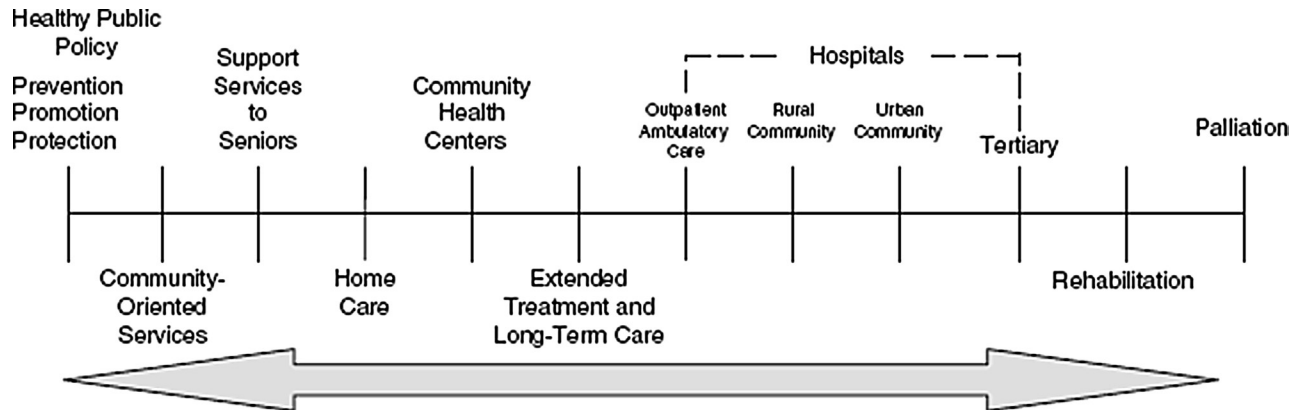 Healthy Public
Policy
Prevention
Promotion
Protection
Support
Services
to
Seniors
Community
Health
Centers
Hospitals
Outpatient
Ambulatory
Care
Rural
Community
Urban
Community
Tertiary
Palliation
Community-
Oriented
Services
Home
Care
Extended
Treatment and
Long-Term Care
Rehabilitation